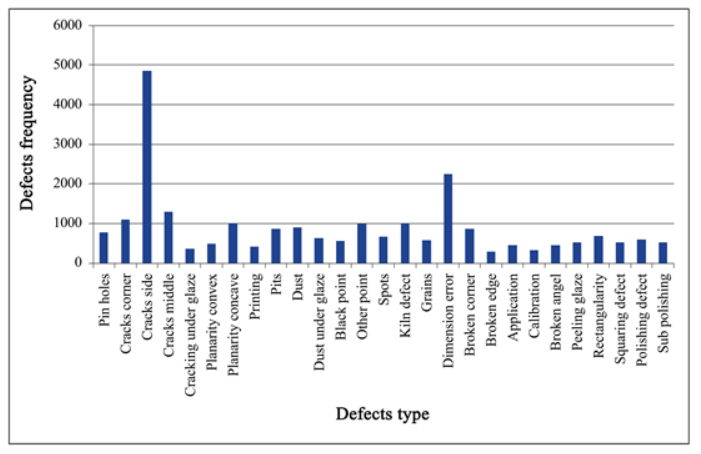 6000
5000
4000
3000
2000
1000
0
Defects frequency
Pin holes
Cracks corner
Cracks side
Cracks middle
Cracking under glaze
Planarity convex
Planarity concave
Printing
Pits
Dust
Dust under glaze
Black point
Other point
Spots
Kiln defect
Grains
Dimension error
Broken corner
Broken edge
Application
Calibration
Broken angel
Peeling glaze
Rectangularity
Squaring defect
Polishing defect
Sub polishing
Defects type